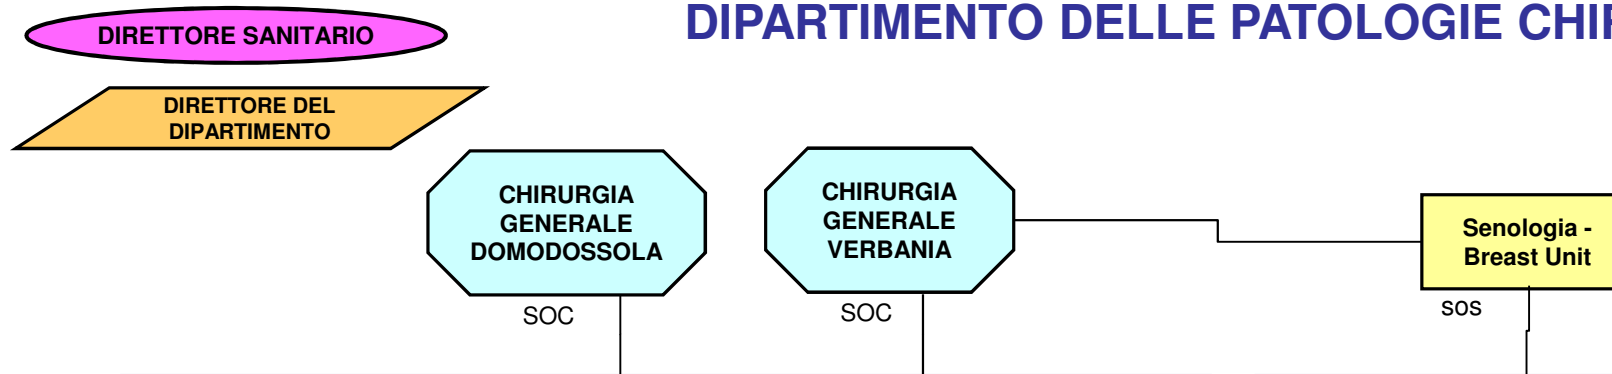 DIRETTORE SANITARIO
DIPARTIMENTO DELLE PATOLOGIE
DIRETTORE DEL
DIPARTIMENTO
CHIRURGIA
GENERALE
DOMODOSSOLA
SOC
CHIRURGIA
GENERALE
VERBANIA
SOC
Senologia -
Breast Unit
SOS